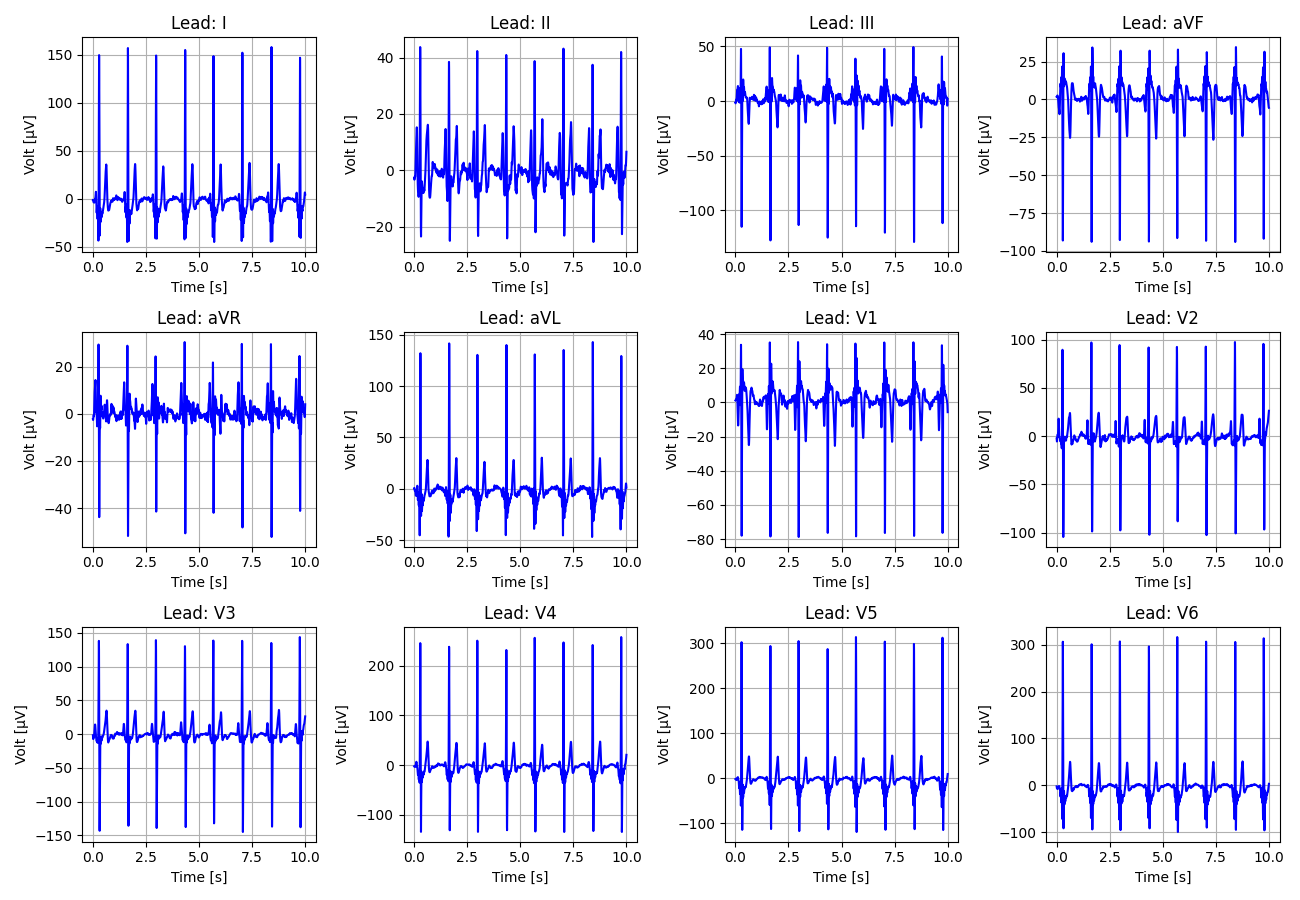 Lead: I Lead: II Lead: III Lead: aVF
150 40 50 25
100 20 0 0
50 0 -50 -25
0 -20 -100 -50
−50 −75
−100
Volt [µV] Volt [µV] Volt [µV] Volt [µV]
0.0 2.5 5.0 7.5 10.0 0.0 2.5 5.0 7.5 10.0 0.0 2.5 5.0 7.5 10.0 0.0 2.5 5.0 7.5 10.0
Time [s] Time [s] Time [s] Time [s]
Lead: aVR Lead: aVL Lead: V1 Lead: V2
20 150 40 100
0 100 20 50
−20 50 0 0
−40 0 −20 −50
−50 −40 −100
−60
−80
Volt [µV] Volt [µV] Volt [µV] Volt [µV]
0.0 2.5 5.0 7.5 10.0 0.0 2.5 5.0 7.5 10.0 0.0 2.5 5.0 7.5 10.0 0.0 2.5 5.0 7.5 10.0
Time [s] Time [s] Time [s] Time [s]
Lead: V3 Lead: V4 Lead: V5 Lead: V6
150 200 300 300
100 100 200 200
50 0 100 100
0 −100 0 0
−50 −100 −100
−100
−150
Volt [µV] Volt [µV] Volt [µV] Volt [µV]
0.0 2.5 5.0 7.5 10.0 0.0 2.5 5.0 7.5 10.0 0.0 2.5 5.0 7.5 10.0 0.0 2.5 5.0 7.5 10.0
Time [s] Time [s] Time [s] Time [s]